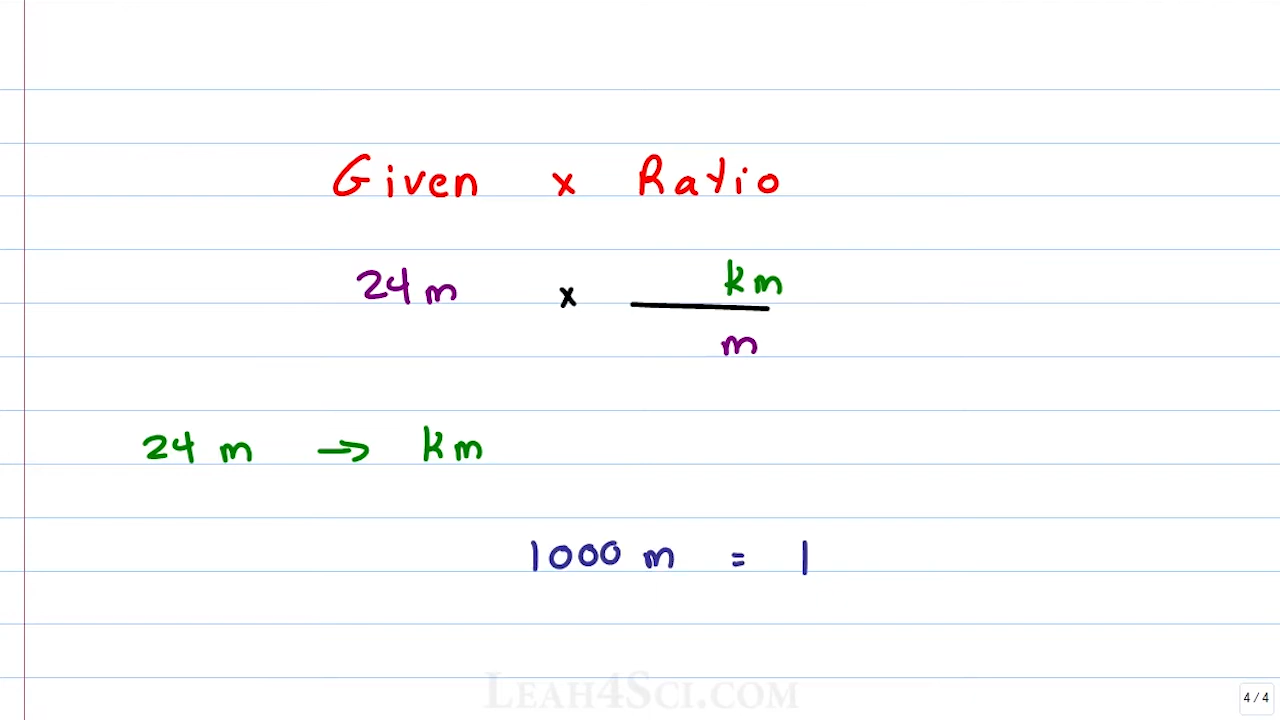 Given x Ratio
24 m x km
m
24 m → km
1000 m = 1
LEAH4SCI.COM
4 / 4